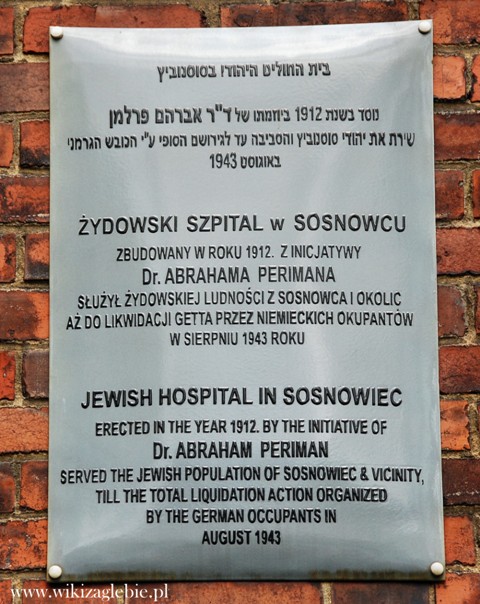 בית החולים היהודי בסוסנוביץ
נוסד בשנת 1912 ביוזמתו של ד"ר אברהם פרלמן
שירת את יהודי סוסנוביץ והסביבה עד לגירושם הסופי ע"י הכובש הגרמני
באוגוסט 1943
ŻYDOWSKI SZPITAL w SOSNOWCU
ZBUDOWANY W ROKU 1912. Z INICJATYWY
Dr. ABRAHAMA PERIMANA
SŁUŻYŁ ŻYDOWSKIEJ LUDNOŚCI Z SOSNOWCA I OKOLIC
AŻ DO LIKWIDACJI GETTA PRZEZ NIEMIECKICH OKUPANTÓW
W SIERPNIU 1943 ROKU
JEWISH HOSPITAL IN SOSNOWIEC
ERECTED IN THE YEAR 1912. BY THE INITIATIVE OF
Dr. ABRAHAM PERIMAN
SERVED THE JEWISH POPULATION OF SOSNOWIEC & VICINITY,
TILL THE TOTAL LIQUIDATION ACTION ORGANIZED
BY THE GERMAN OCCUPANTS IN
AUGUST 1943
www.wikizaglebie.pl